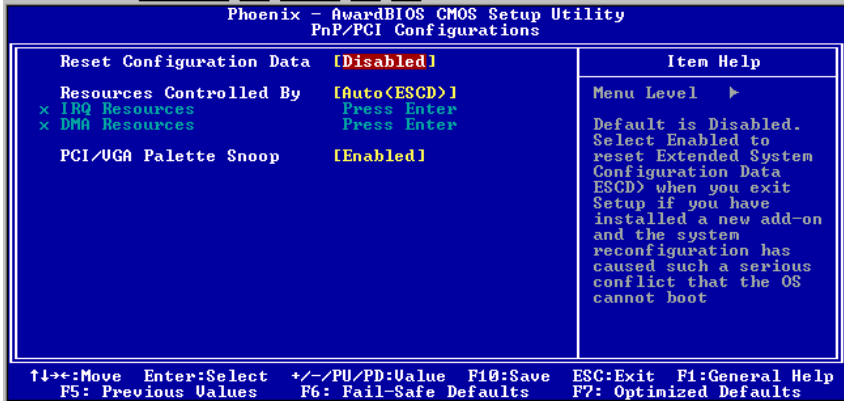 Phoenix - AwardBIOS CMOS Setup Utility
PnP/PCI Configurations
Reset Configuration Data [Disabled]
Resources Controlled By [Auto(ESCD)]
x IRQ Resources Press Enter
x DMA Resources Press Enter
PCI/VGA Palette Snoop [Enabled]
Item Help
Menu Level ►
Default is Disabled.
Select Enabled to
reset Extended System
Configuration Data
ESCD) when you exit
Setup if you have
installed a new add-on
and the system
reconfiguration has
caused such a serious
conflict that the OS
cannot boot
↑↓→←:Move Enter:Select +/-/PU/PD:Value F10:Save ESC:Exit F1:General Help
F5: Previous Values F6: Fail-Safe Defaults F7: Optimized Defaults